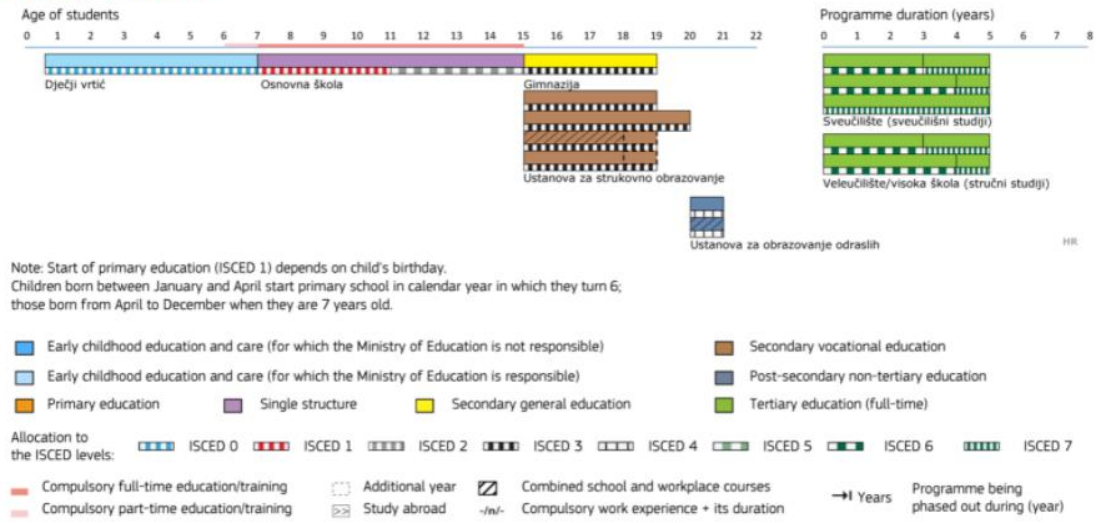 Age of students
Programme duration (years)
0 1 2 3 4 5 6 7 8 9 10 11 12 13 14 15 16 17 18 19 20 21 22
0 1 2 3 4 5 6 7 8
Dječji vrtić
Osnovna škola
Gimnazija
Sveučilište (sveučilišni studiji)
Ustanova za strukovno obrazovanje
Veleučilište/visoka škola (stručni studiji)
Ustanova za obrazovanje odraslih
HR
Note: Start of primary education (ISCED 1) depends on child's birthday.
Children born between January and April start primary school in calendar year in which they turn 6;
those born from April to December when they are 7 years old.
Early childhood education and care (for which the Ministry of Education is not responsible)
Secondary vocational education
Early childhood education and care (for which the Ministry of Education is responsible)
Post-secondary non-tertiary education
Primary education
Single structure
Secondary general education
Tertiary education (full-time)
Allocation to
the ISCED levels:
ISCED 0
ISCED 1
ISCED 2
ISCED 3
ISCED 4
ISCED 5
ISCED 6
ISCED 7
Compulsory full-time education/training
Additional year
Combined school and workplace courses
Compulsory part-time education/training
>> Study abroad
-/n/- Compulsory work experience + its duration
Years
Programme being
phased out during (year)